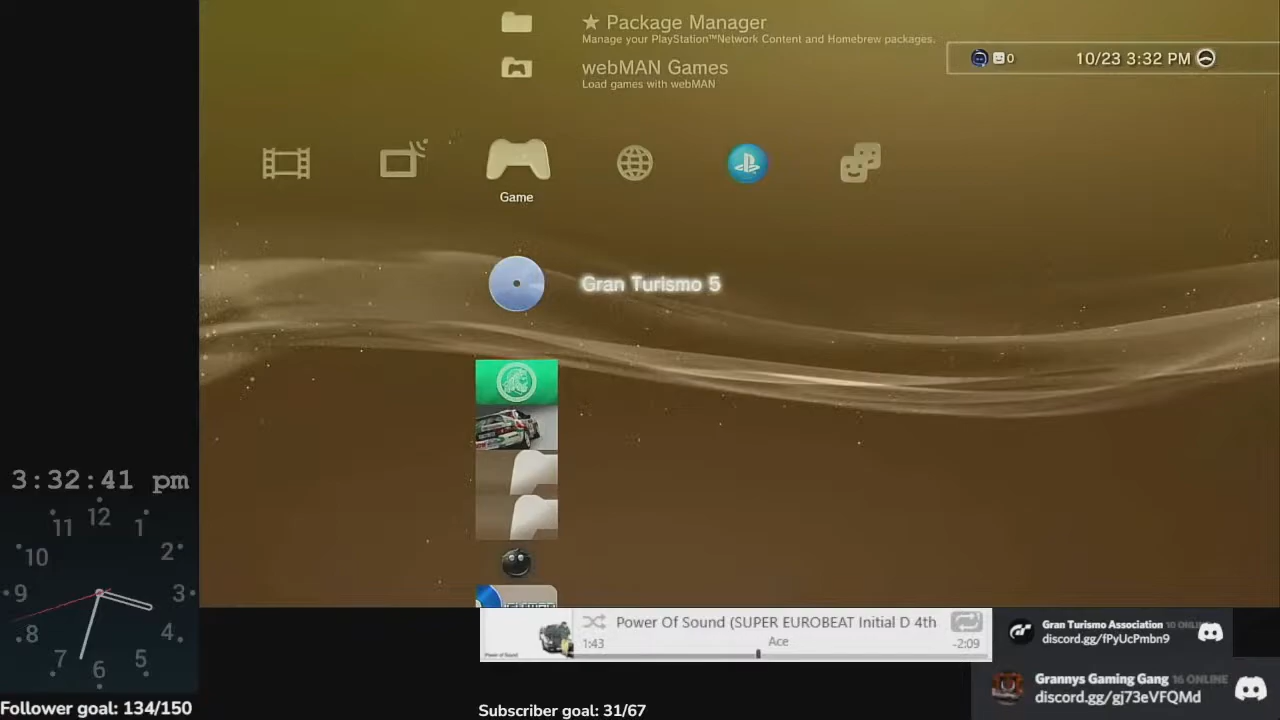 ★ Package Manager
Manage your PlayStation™Network Content and Homebrew packages.
webMAN Games
Load games with webMAN
0
10/23 3:32 PM
Game
Gran Turismo 5
3:32:41 pm
12
11
1
10
2
9
3
8
4
7
5
6
Power Of Sound (SUPER EUROBEAT Initial D 4th
1:43
Ace
-2:09
Gran Turismo Association
discord.gg/fPyUcPmbn9
Grannys Gaming Gang 16 ONLINE
discord.gg/gj73eVFQMd
Follower goal: 134/150
Subscriber goal: 31/67